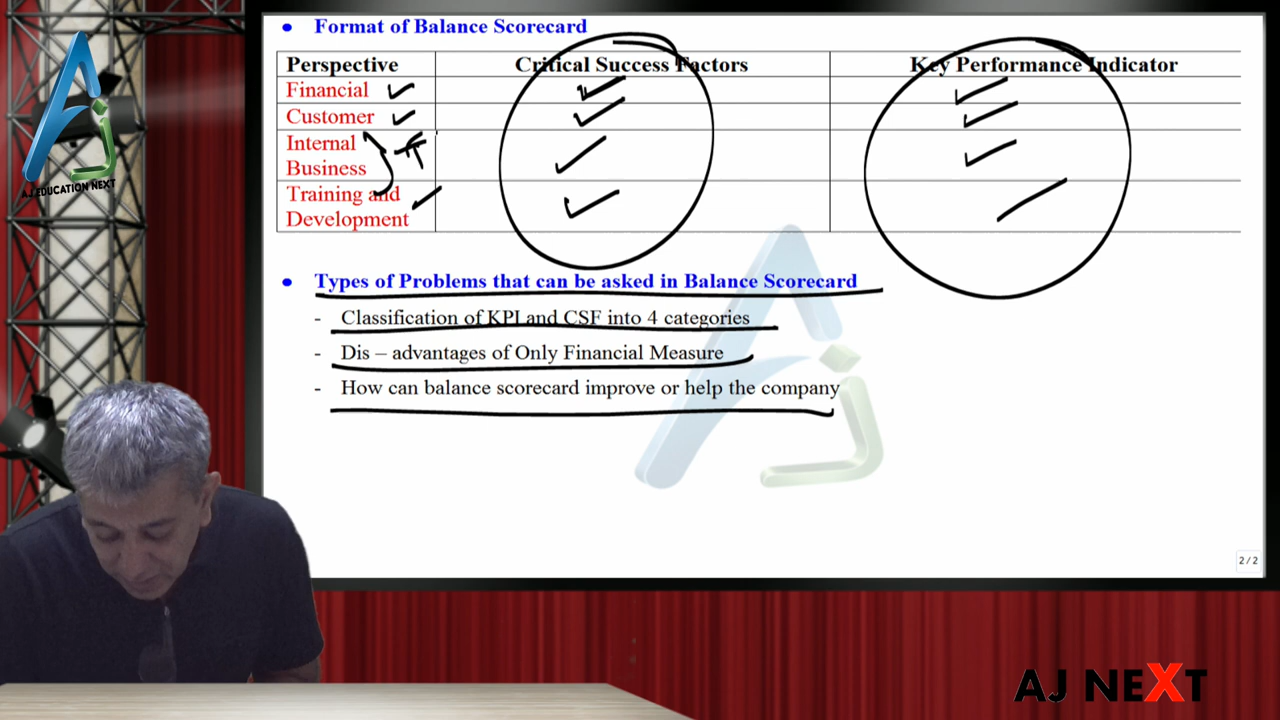 Format of Balance Scorecard
Perspective Critical Success Factors Key Performance Indicator
Financial
Customer
Internal
Business
Training and
Development
Types of Problems that can be asked in Balance Scorecard
- Classification of KPI and CSF into 4 categories
- Dis – advantages of Only Financial Measure
- How can balance scorecard improve or help the company
2/2
AJ EDUCATION NEXT
AJ NEXT